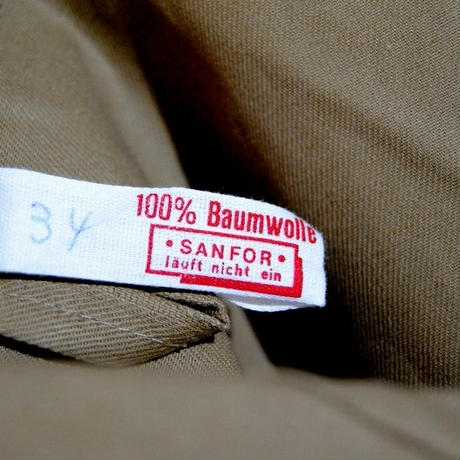 34
100% Baumwolle
• SANFOR •
läuft nicht ein